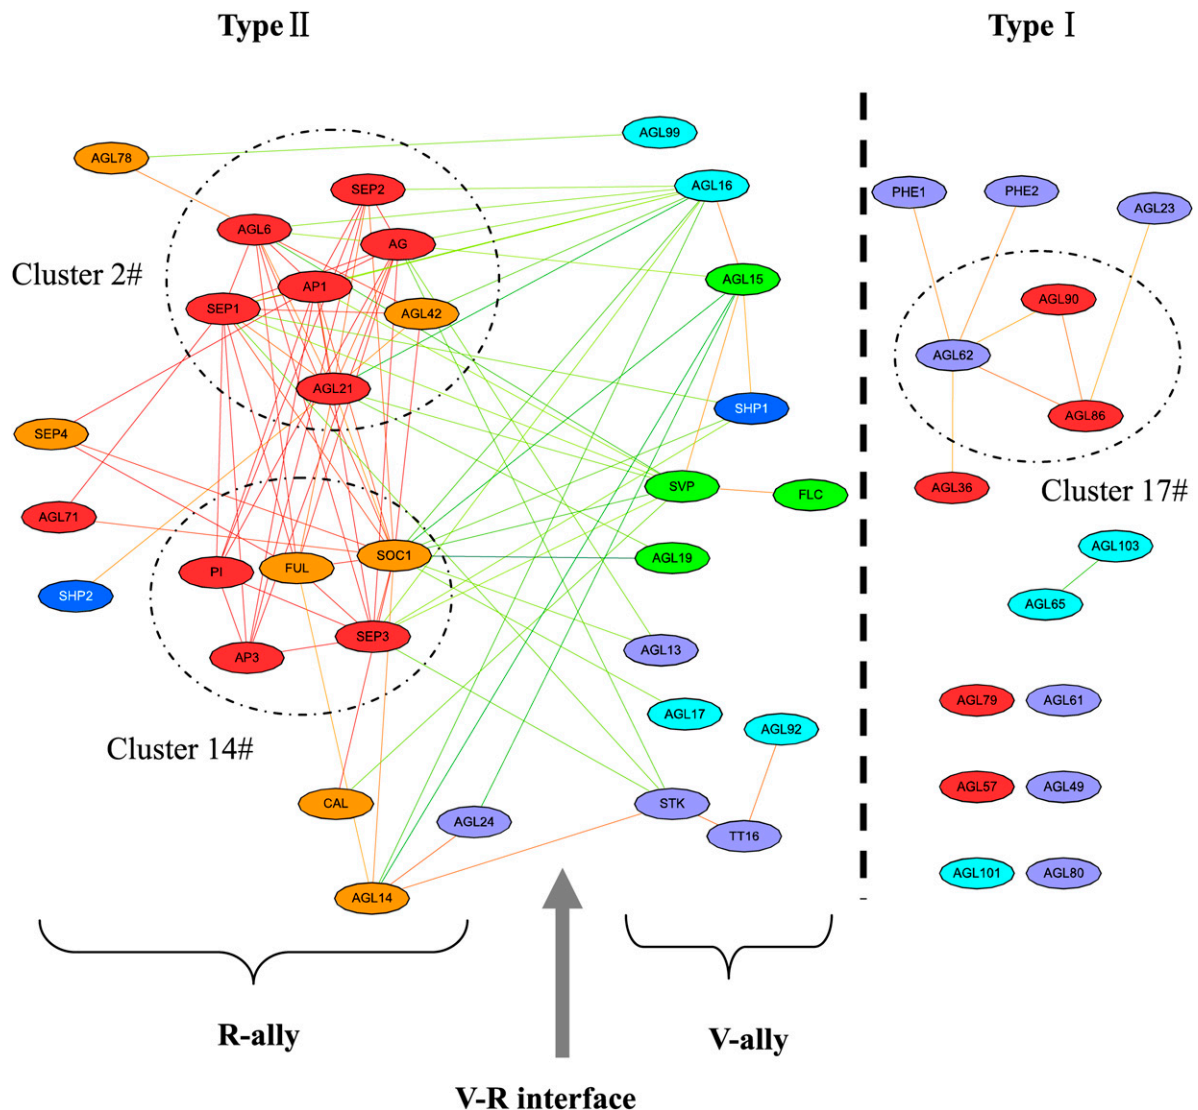 Type Ⅱ
Type Ⅰ
AGL99
AGL78
AGL16
SEP2
PHE1
PHE2
AGL23
AGL6
AG
Cluster 2#
AGL15
AP1
AGL90
SEP1
AGL42
AGL62
AGL21
SHP1
AGL86
SEP4
SVP
FLC
AGL36
Cluster 17#
AGL71
AGL103
SOC1
AGL19
PI
FUL
SHP2
AGL65
SEP3
AP3
AGL13
AGL79
AGL61
AGL17
AGL92
Cluster 14#
AGL57
AGL49
CAL
STK
AGL24
TT16
AGL101
AGL80
AGL14
R-ally
V-ally
V-R interface